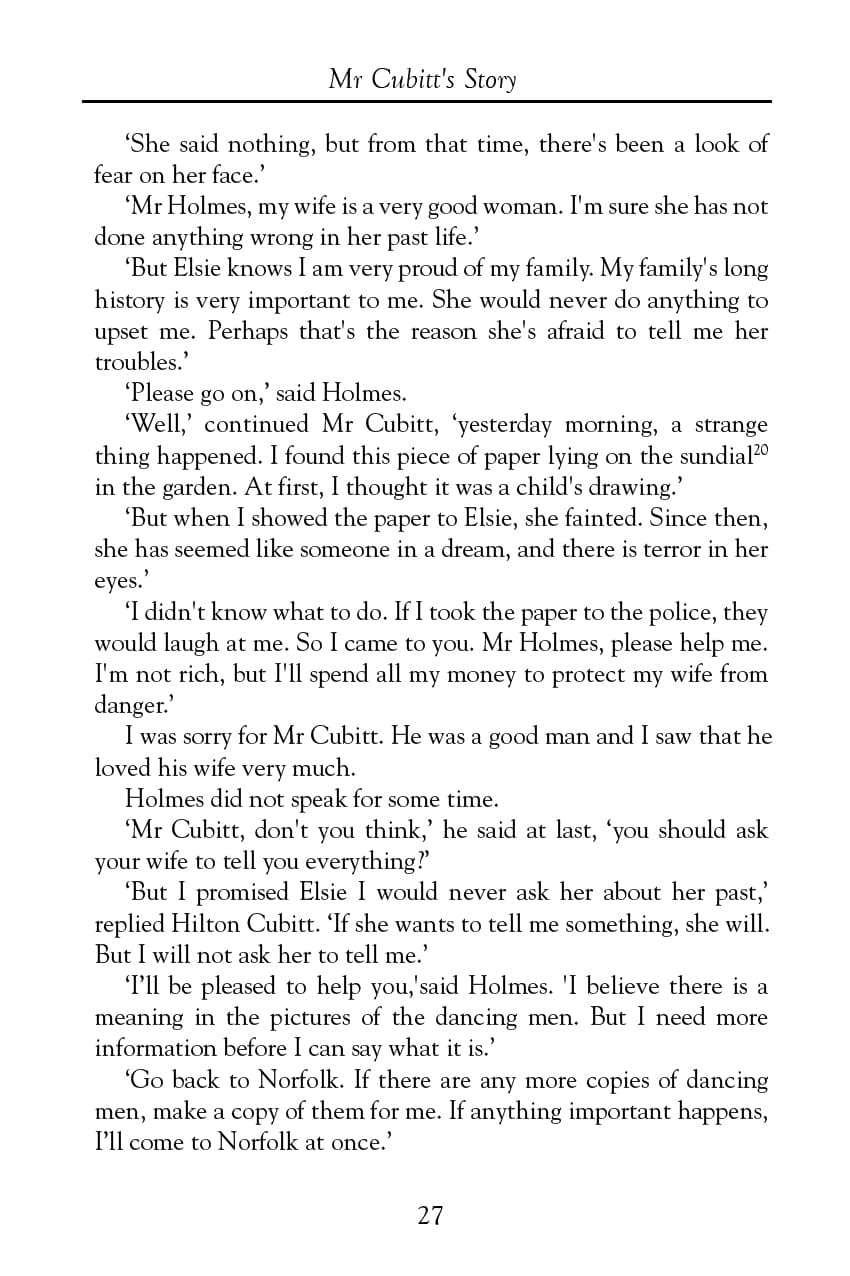 Mr Cubitt's Story
‘She said nothing, but from that time, there's been a look of
fear on her face.’
‘Mr Holmes, my wife is a very good woman. I'm sure she has not
done anything wrong in her past life.’
‘But Elsie knows I am very proud of my family. My family's long
history is very important to me. She would never do anything to
upset me. Perhaps that's the reason she's afraid to tell me her
troubles.’
‘Please go on,’ said Holmes.
‘Well,’ continued Mr Cubitt, ‘yesterday morning, a strange
thing happened. I found this piece of paper lying on the sundial20
in the garden. At first, I thought it was a child's drawing.’
‘But when I showed the paper to Elsie, she fainted. Since then,
she has seemed like someone in a dream, and there is terror in her
eyes.’
‘I didn't know what to do. If I took the paper to the police, they
would laugh at me. So I came to you. Mr Holmes, please help me.
I'm not rich, but I'll spend all my money to protect my wife from
danger.’
I was sorry for Mr Cubitt. He was a good man and I saw that he
loved his wife very much.
Holmes did not speak for some time.
‘Mr Cubitt, don't you think,’ he said at last, ‘you should ask
your wife to tell you everything?’
‘But I promised Elsie I would never ask her about her past,’
replied Hilton Cubitt. ‘If she wants to tell me something, she will.
But I will not ask her to tell me.’
‘I’ll be pleased to help you,'said Holmes. 'I believe there is a
meaning in the pictures of the dancing men. But I need more
information before I can say what it is.’
‘Go back to Norfolk. If there are any more copies of dancing
men, make a copy of them for me. If anything important happens,
I’ll come to Norfolk at once.’
27